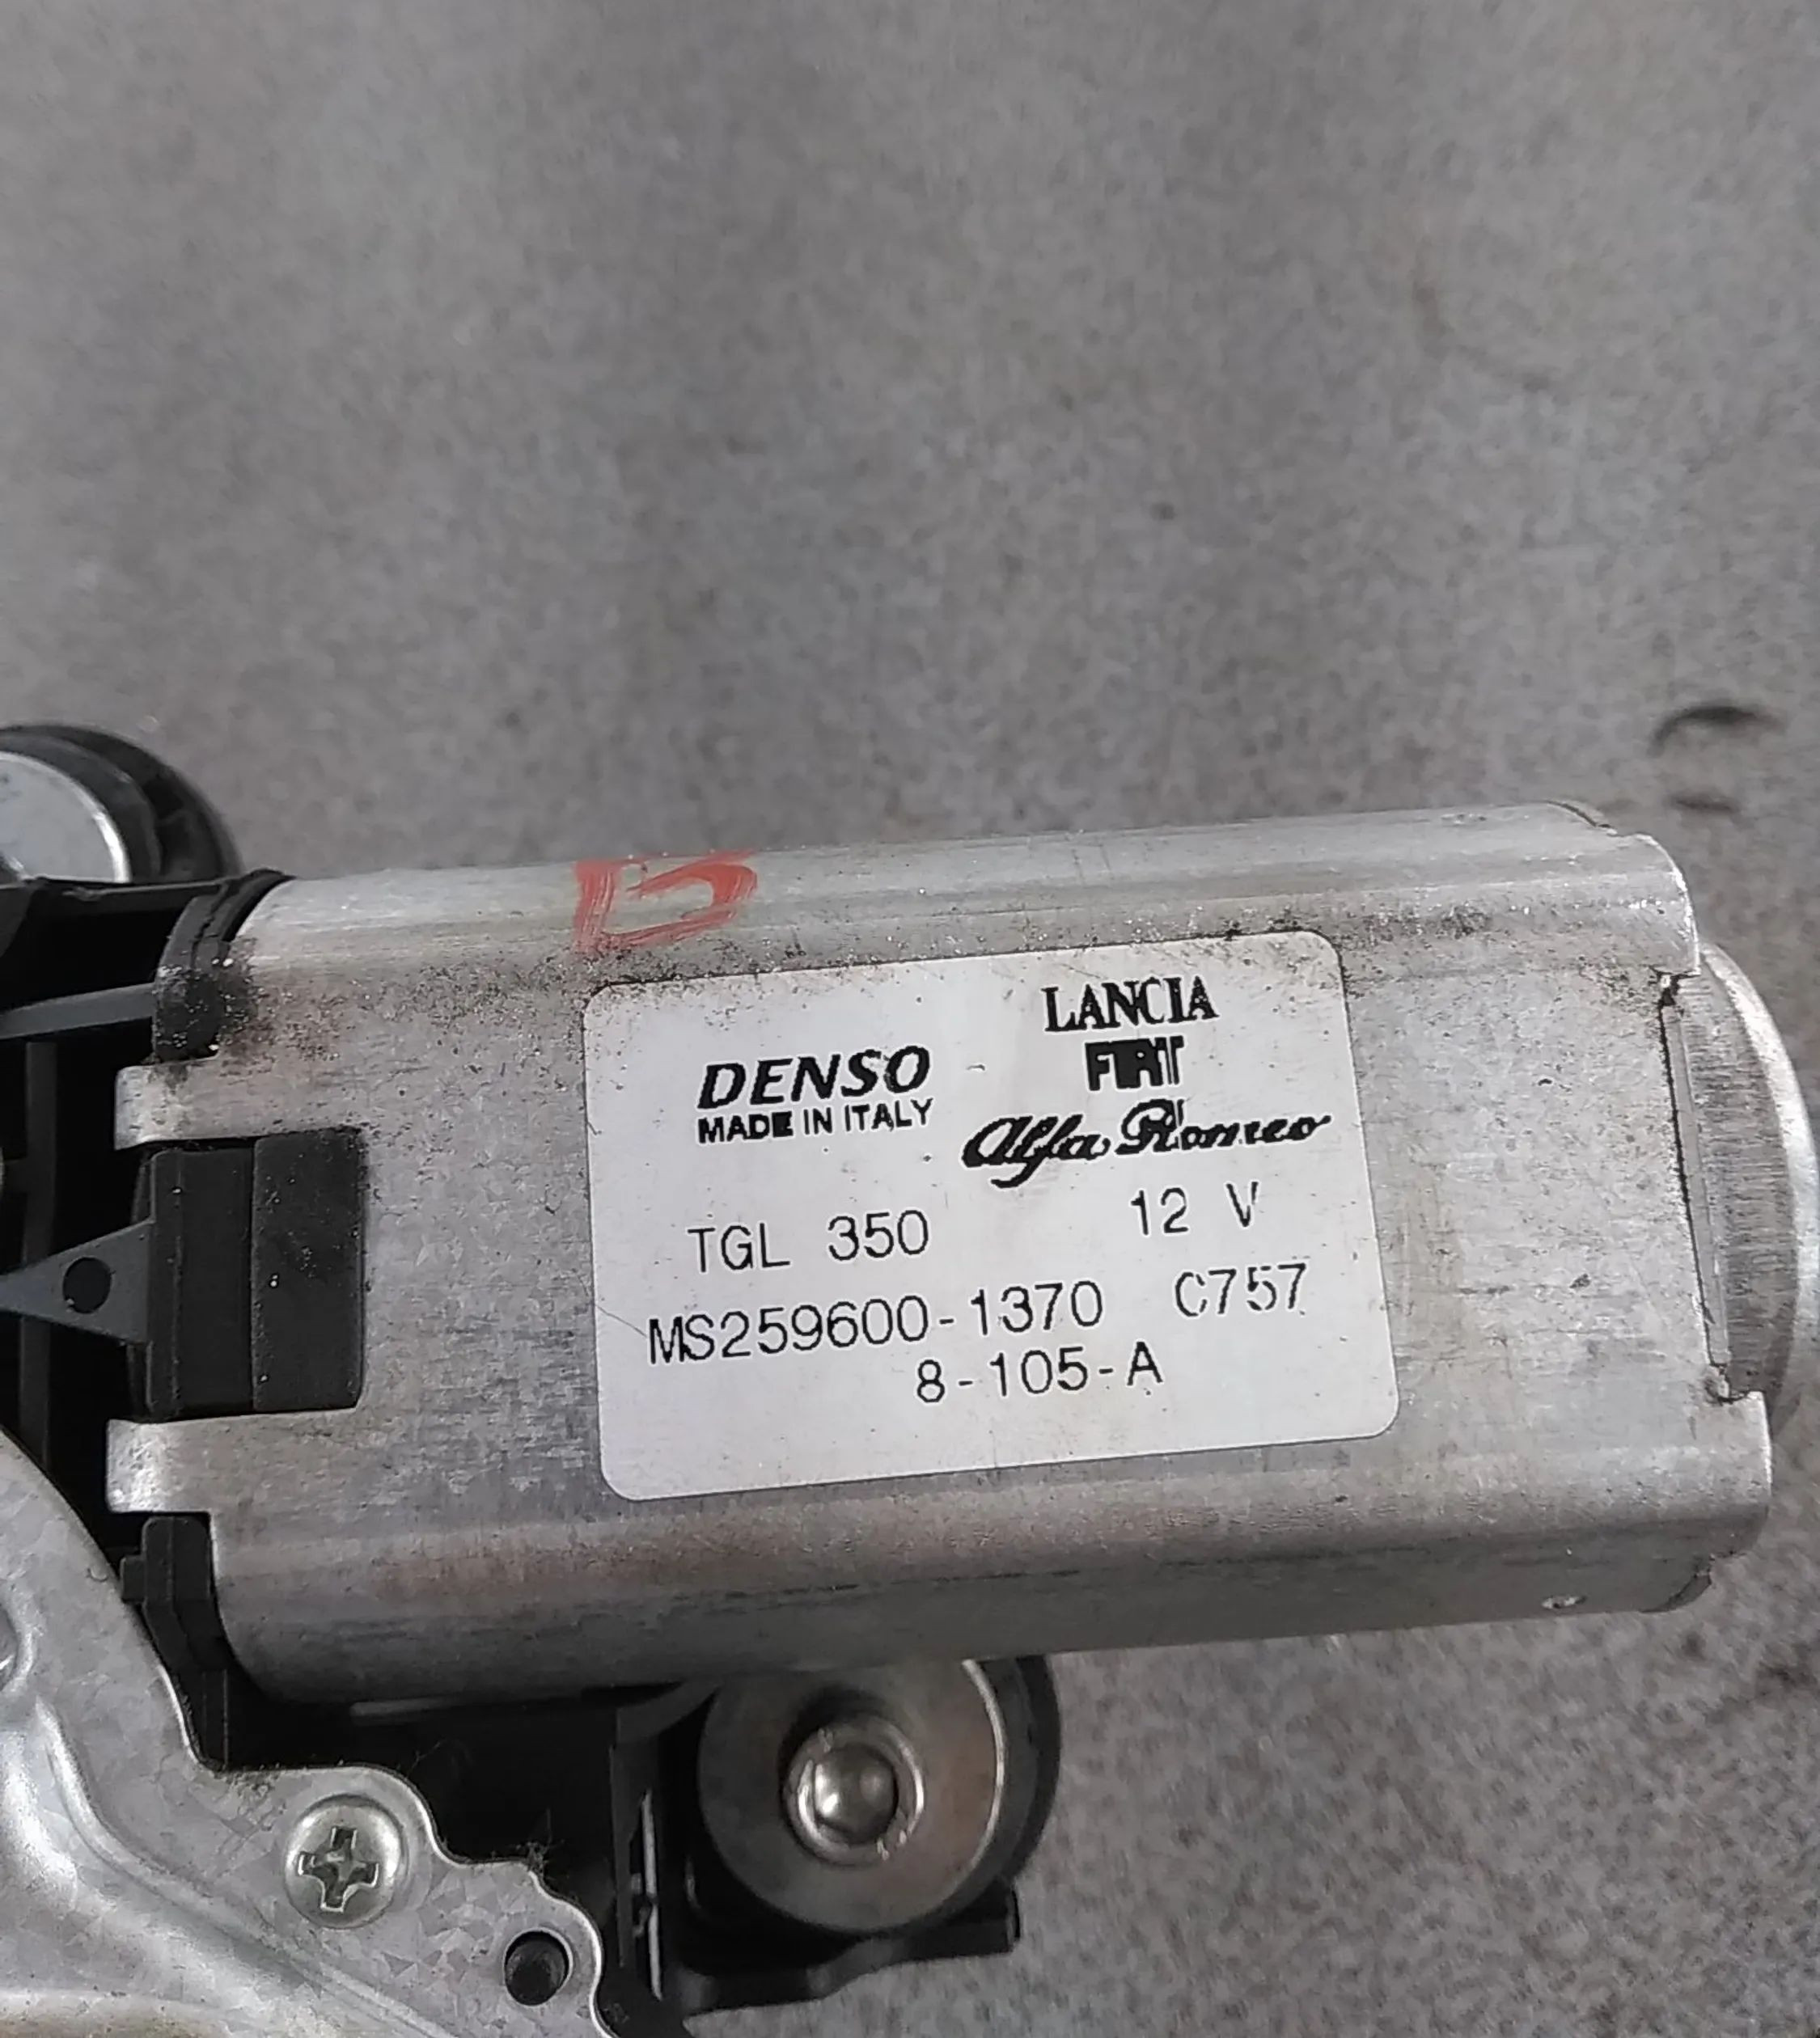 B
DENSO
MADE IN ITALY
LANCIA
FIAT
Alfa Romeo
TGL 350 12 V
MS259600-1370 C757
8-105-A